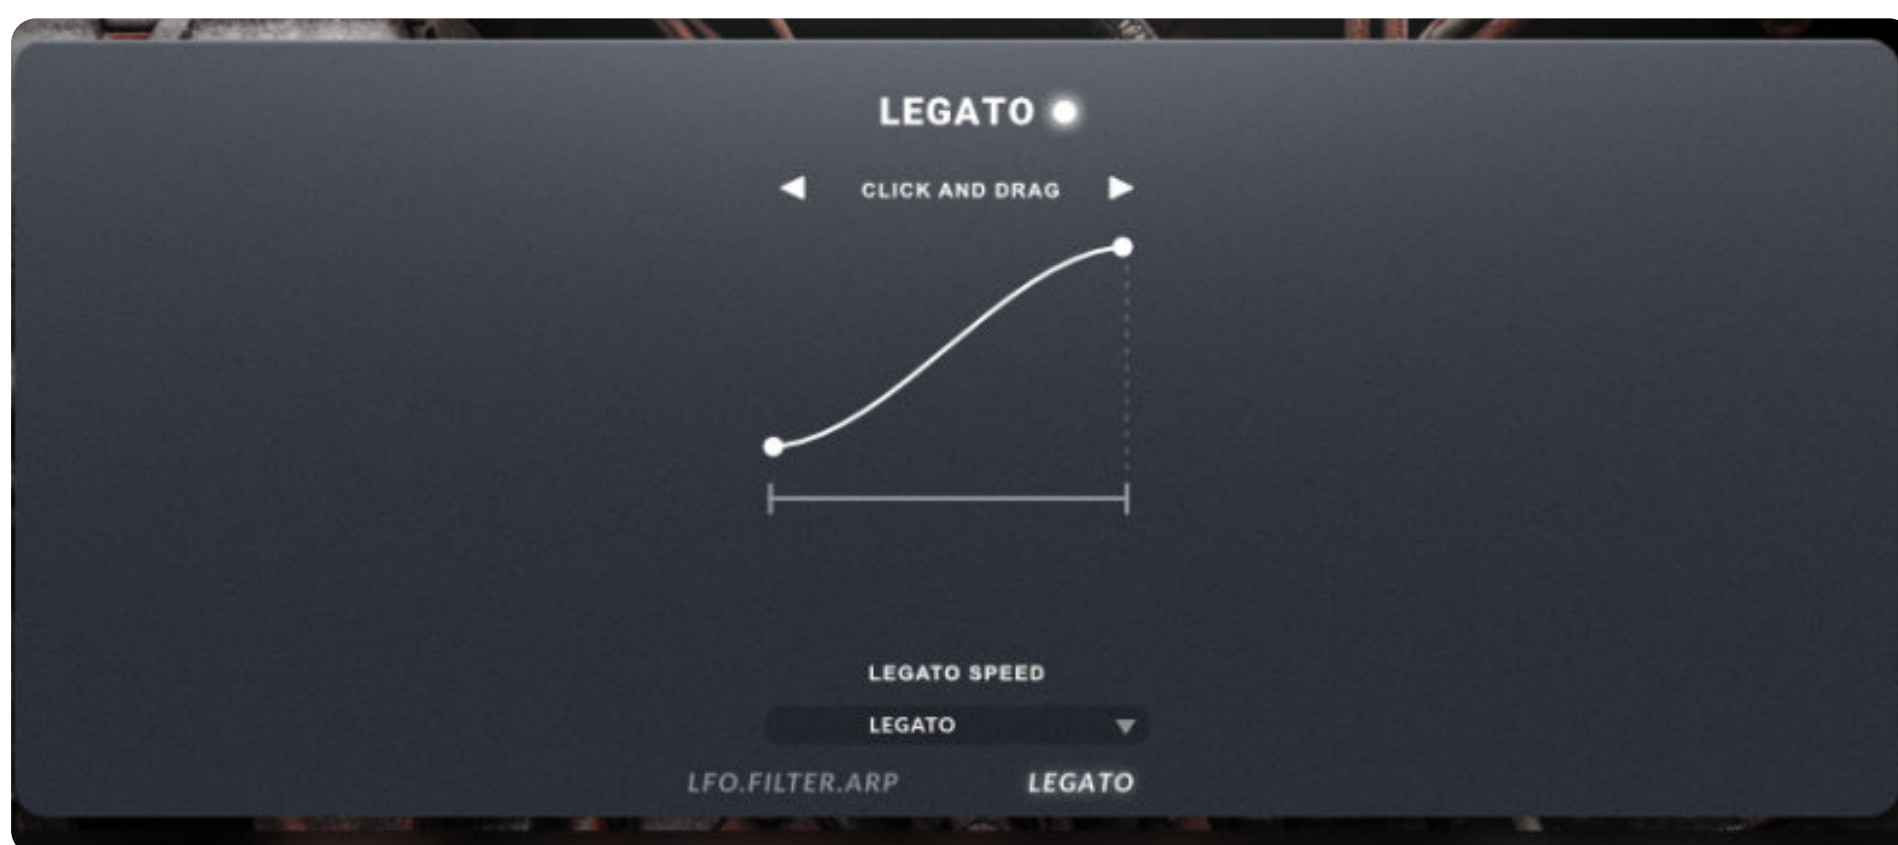 LEGATO
CLICK AND DRAG
LEGATO SPEED
LEGATO
LFO.FILTER.ARP LEGATO